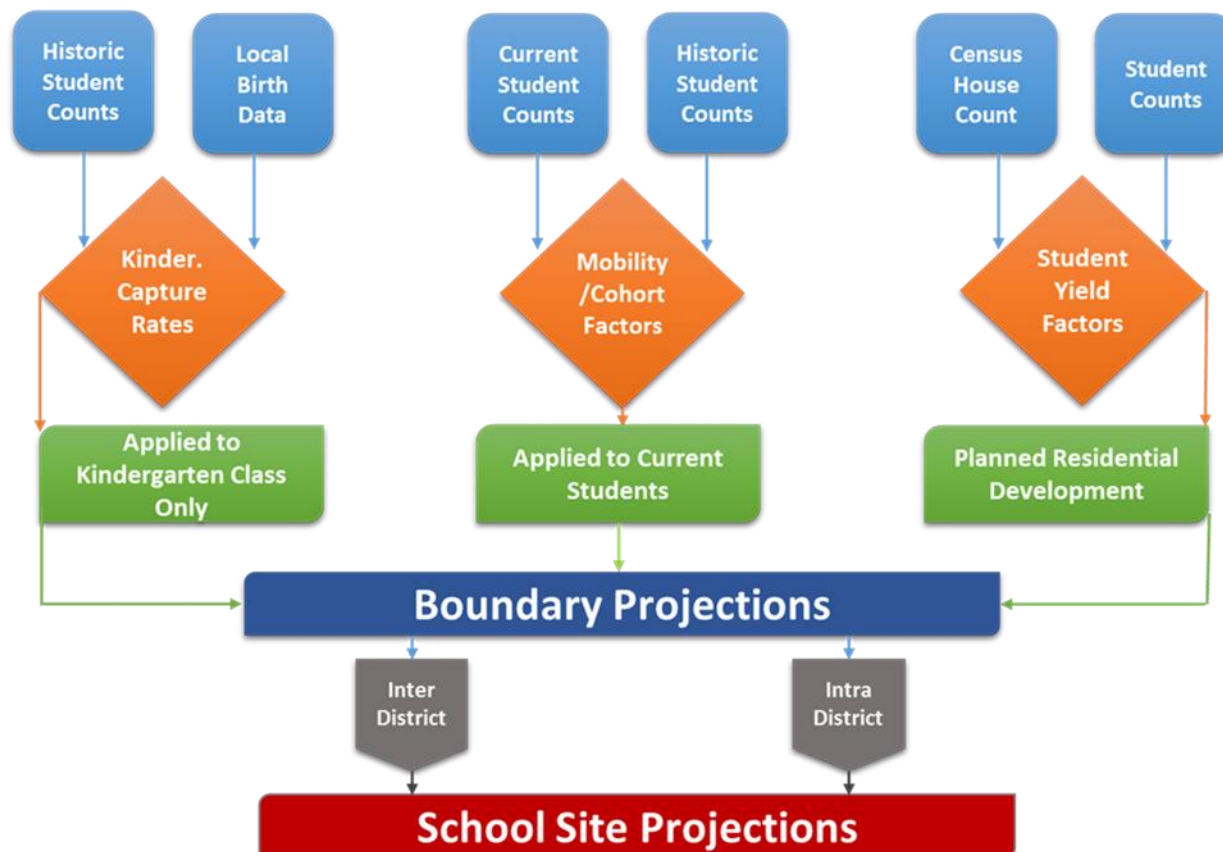 Historic
Student
Counts
Local
Birth
Data
Current
Student
Counts
Historic
Student
Counts
Census
House
Count
Student
Counts
Kinder.
Capture
Rates
Mobility
/Cohort
Factors
Student
Yield
Factors
Applied to
Kindergarten Class
Only
Applied to Current
Students
Planned Residential
Development
Boundary Projections
Inter
District
Intra
District
School Site Projections